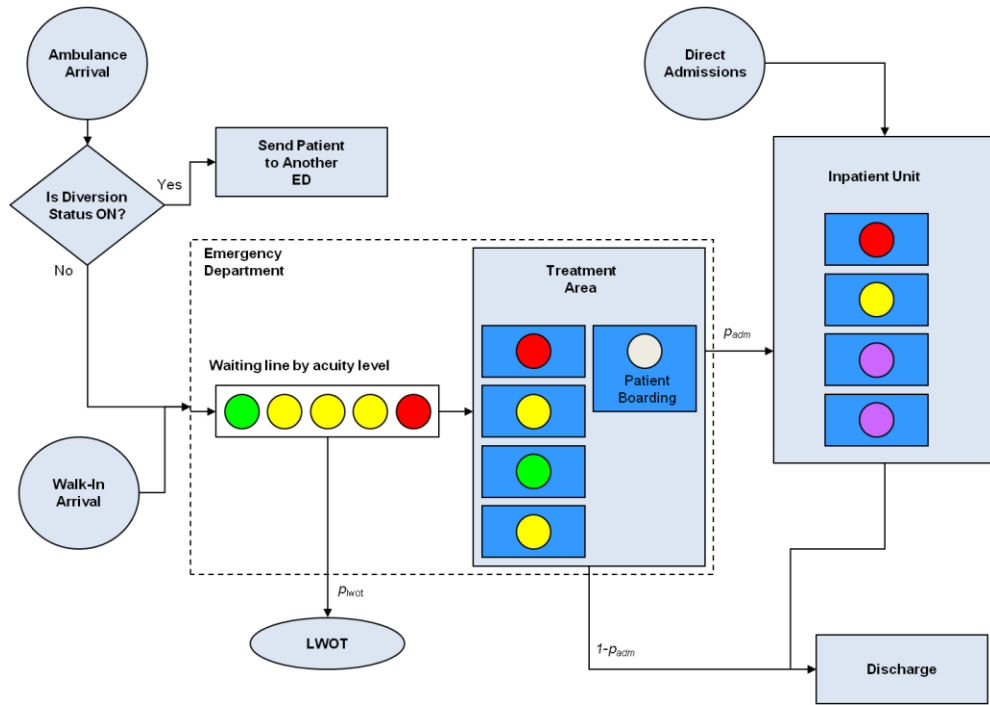 Ambulance
Arrival
Direct
Admissions
Send Patient
to Another
ED
Is Diversion
Status ON?
Yes
No
Inpatient Unit
Emergency
Department
Treatment
Area
Patient
Boarding
p_adm
Waiting line by acuity level
Walk-In
Arrival
p_lwot
LWOT
1-p_adm
Discharge